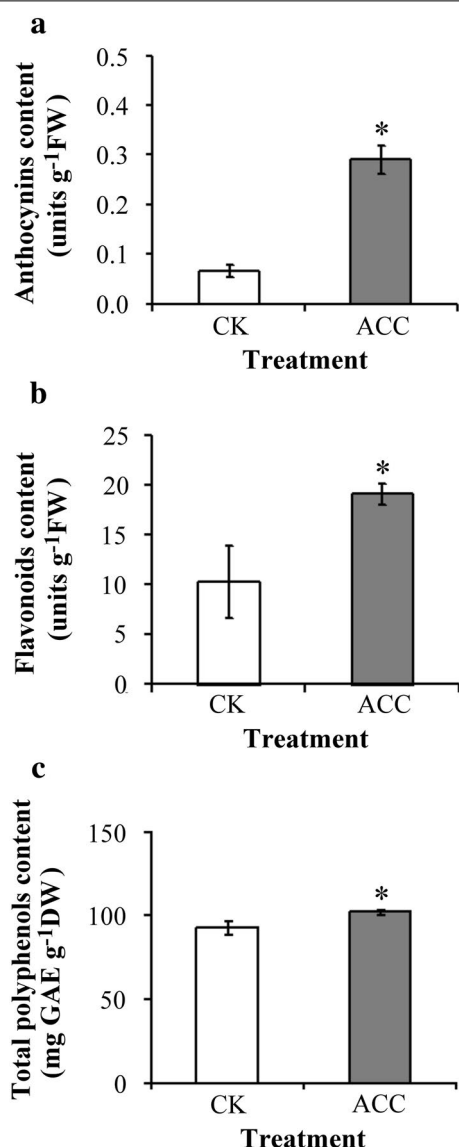 a
Anthocynins content
(units g-1FW)
0.5
0.4
0.3
0.2
0.1
0.0
*
CK ACC
Treatment
b
Flavonoids content
(units g-1FW)
25
20
15
10
5
0
*
CK ACC
Treatment
c
Total polyphenols content
(mg GAE g-1DW)
150
100
50
0
*
CK ACC
Treatment